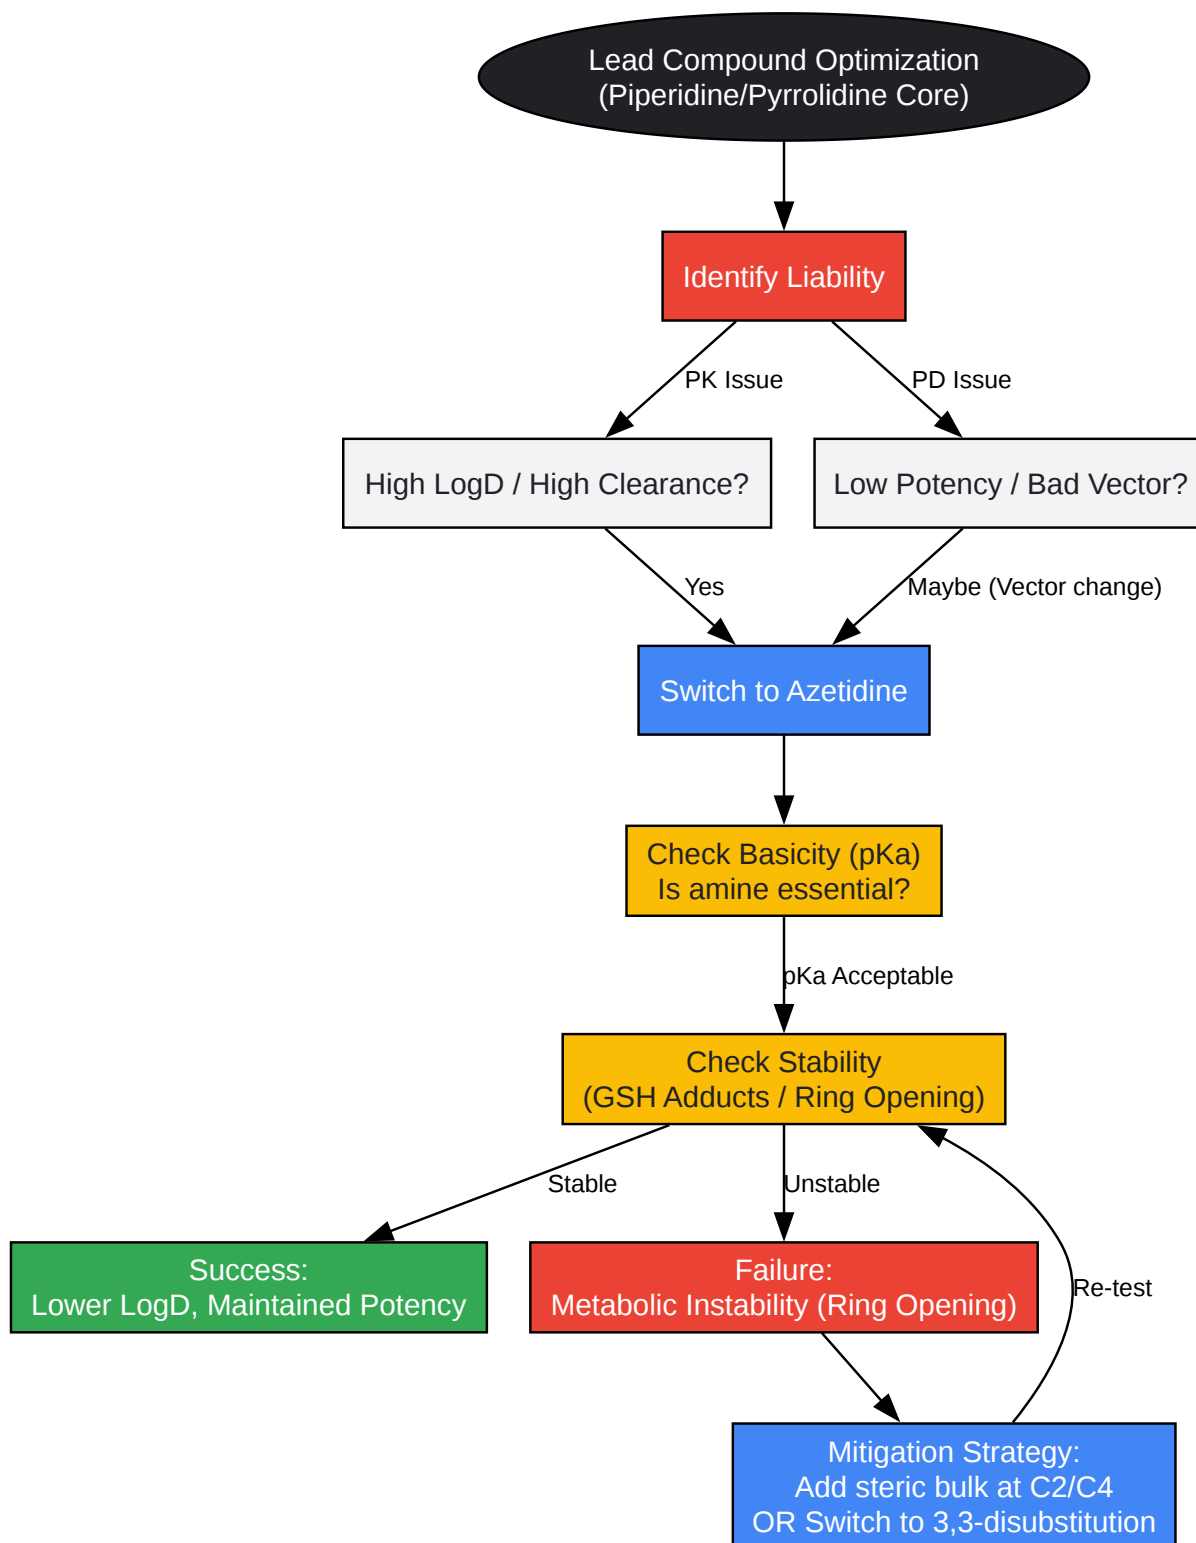 Lead Compound Optimization
(Piperidine/Pyrrolidine Core)
Identify Liability
PK Issue
PD Issue
High LogD / High Clearance?
Low Potency / Bad Vector?
Yes
Maybe (Vector change)
Switch to Azetidine
Check Basicity (pKa)
Is amine essential?
pKa Acceptable
Check Stability
(GSH Adducts / Ring Opening)
Stable
Unstable
Success:
Lower LogD, Maintained Potency
Failure:
Metabolic Instability (Ring Opening)
Re-test
Mitigation Strategy:
Add steric bulk at C2/C4
OR Switch to 3,3-disubstitution